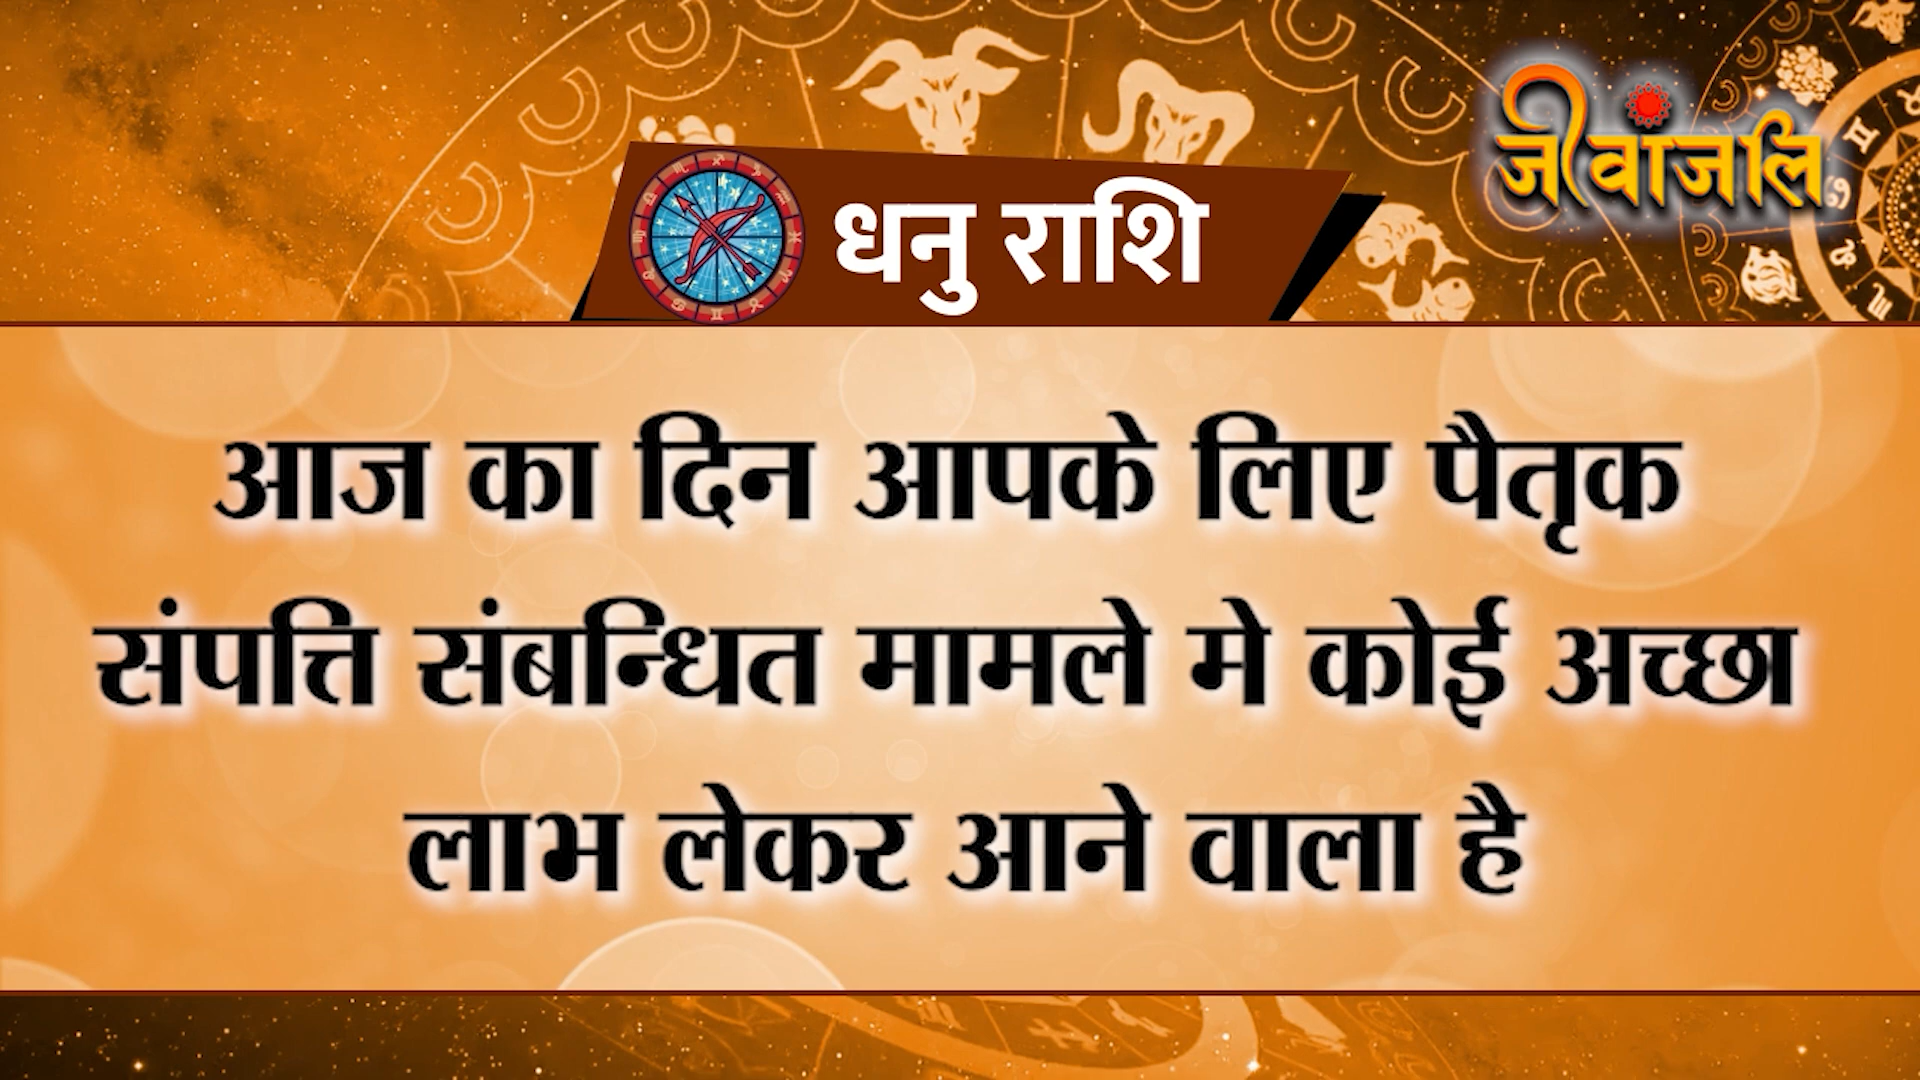 जीवांजलि
धनु राशि
आज का दिन आपके लिए पैतृक
संपत्ति संबन्धित मामले मे कोई अच्छा
लाभ लेकर आने वाला है